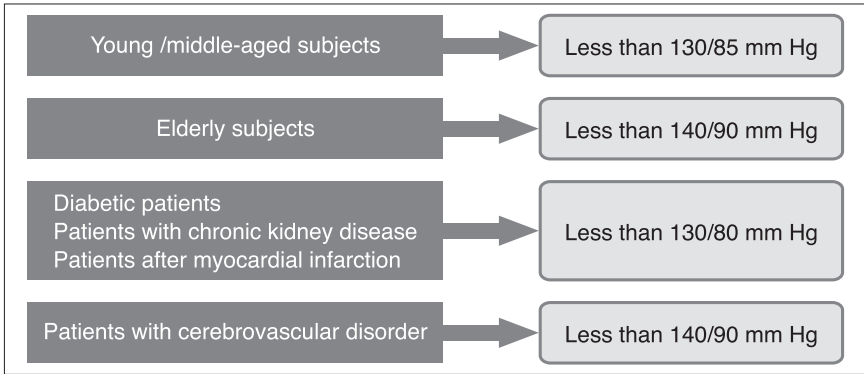 Young /middle-aged subjects
Less than 130/85 mm Hg
Elderly subjects
Less than 140/90 mm Hg
Diabetic patients
Patients with chronic kidney disease
Patients after myocardial infarction
Less than 130/80 mm Hg
Patients with cerebrovascular disorder
Less than 140/90 mm Hg